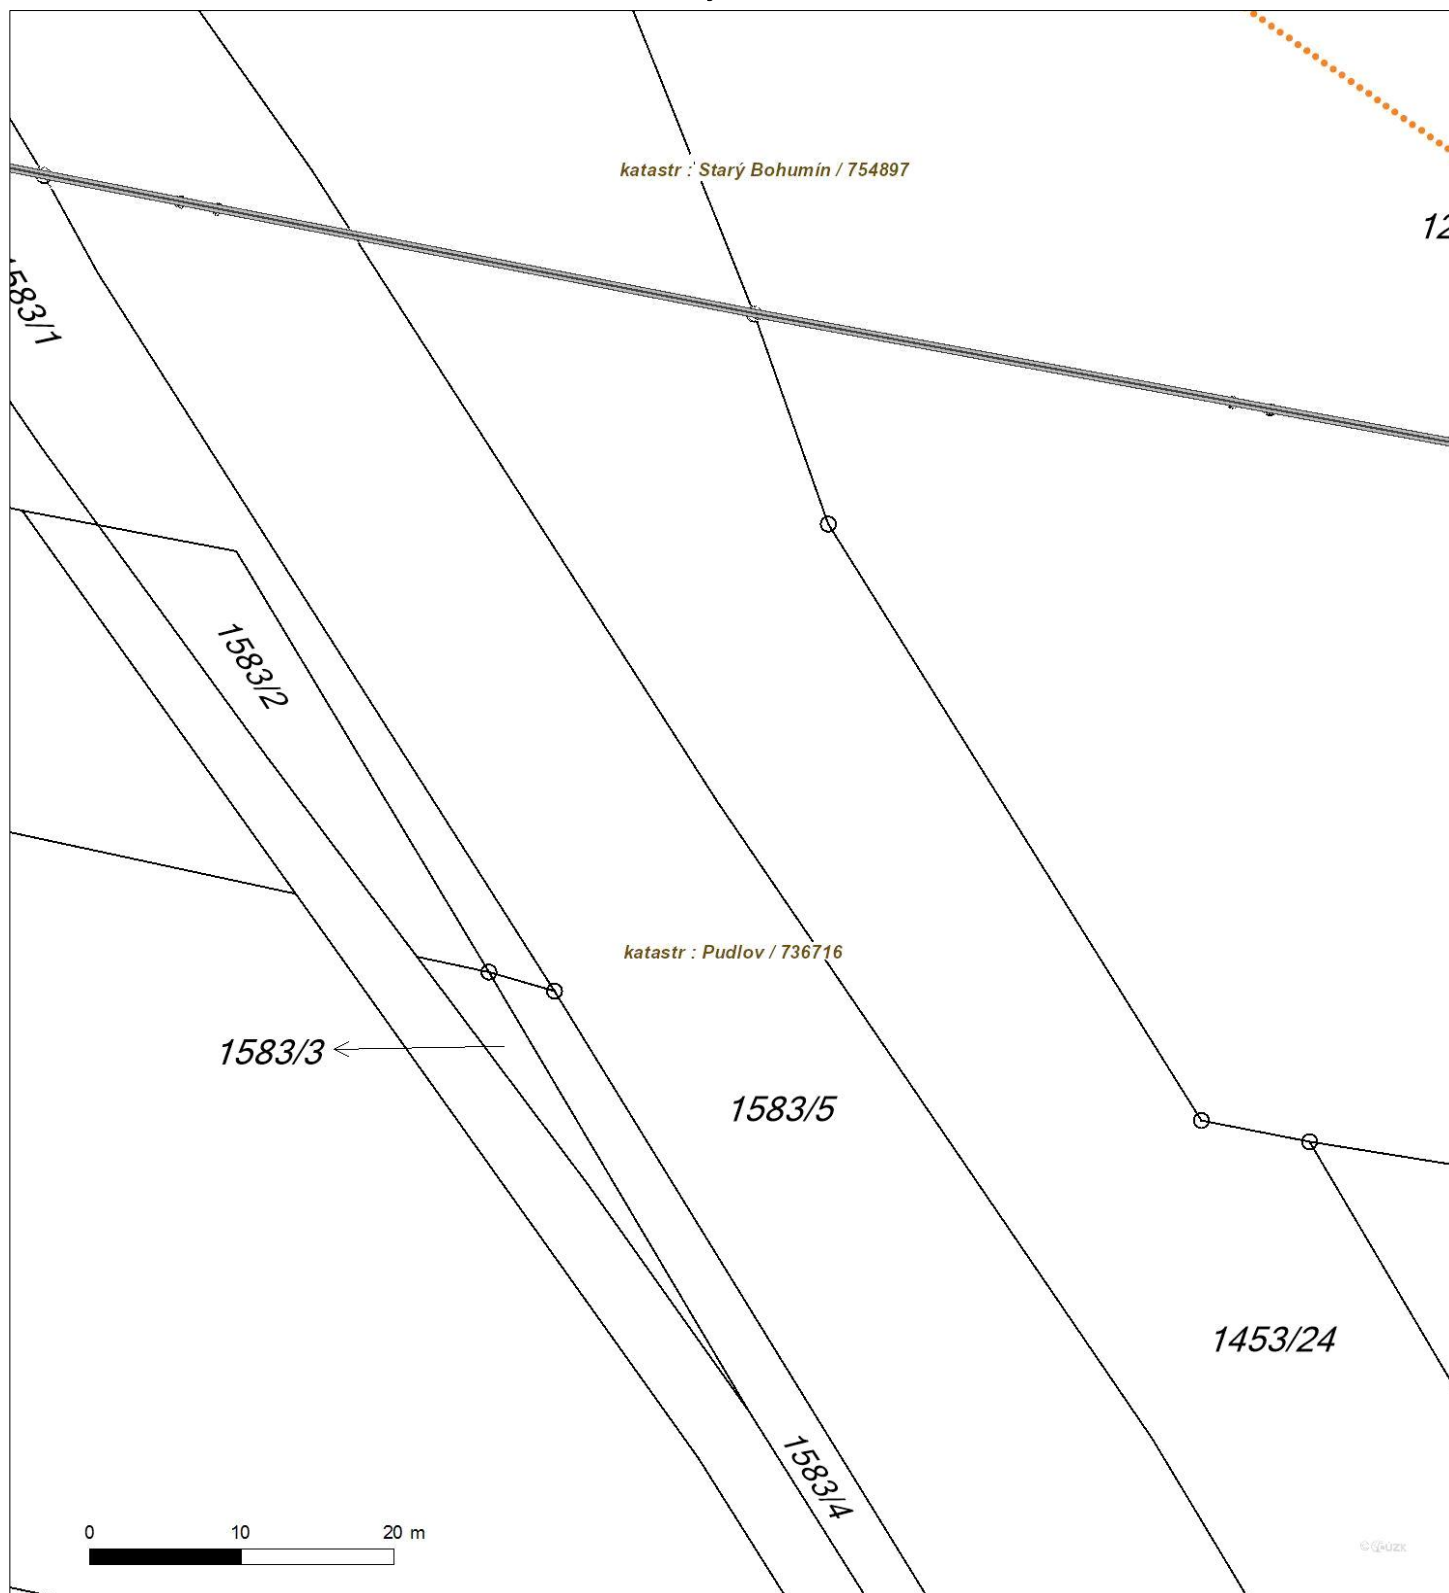 katastr : Starý Bohumín / 754897
12
1583/1
1583/2
katastr : Pudlov / 736716
1583/3
1583/5
1453/24
1583/4
0 10 20 m